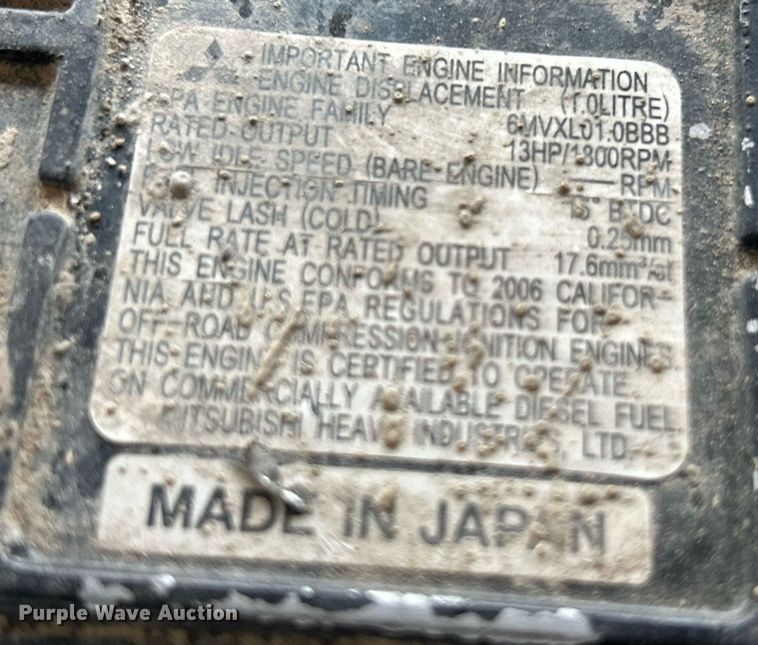 IMPORTANT ENGINE INFORMATION
ENGINE DISPLACEMENT (1.0LITRE)
EPA ENGINE FAMILY 6MVXL01.0BBB
RATED OUTPUT 13HP/1800RPM
LOW IDLE SPEED (BARE-ENGINE) — RPM
INJECTION TIMING BTDC
VALVE LASH (COLD) 0.25mm
FULL RATE AT RATED OUTPUT 17.6mm³/st
THIS ENGINE CONFORMS TO 2006 CALIFOR-
NIA AND U.S.EPA REGULATIONS FOR
OFF-ROAD COMPRESSION-IGNITION ENGINES
THIS ENGINE IS CERTIFIED TO OPERATE
ON COMMERCIALLY AVAILABLE DIESEL FUEL
MITSUBISHI HEAVY INDUSTRIES, LTD.
MADE IN JAPAN
Purple Wave Auction